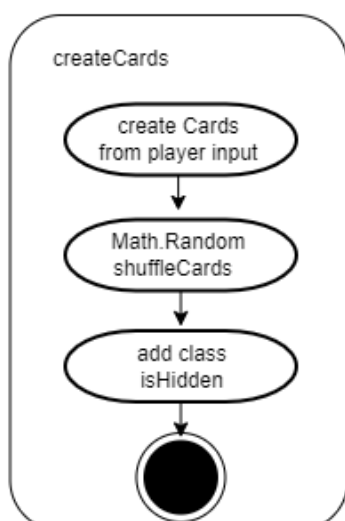 createCards
create Cards
from player input
Math.Random
shuffleCards
add class
isHidden